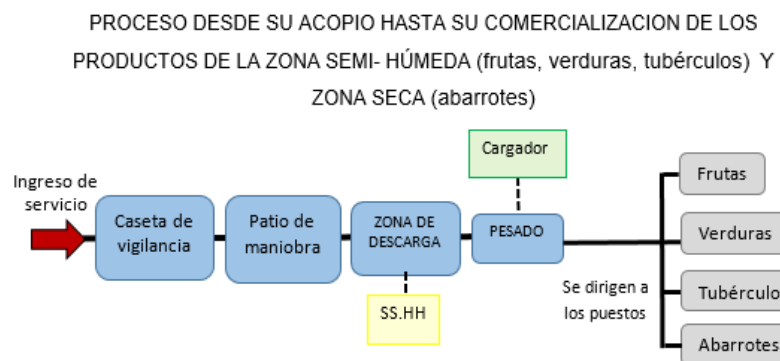 PROCESO DESDE SU ACOPIO HASTA SU COMERCIALIZACION DE LOS
PRODUCTOS DE LA ZONA SEMI- HÚMEDA (frutas, verduras, tubérculos) Y
ZONA SECA (abarrotes)
Cargador
Ingreso de
servicio
Caseta de
vigilancia
Patio de
maniobra
ZONA DE
DESCARGA
PESADO
SS.HH
Se dirigen a
los puestos
Frutas
Verduras
Tubérculo
Abarrotes